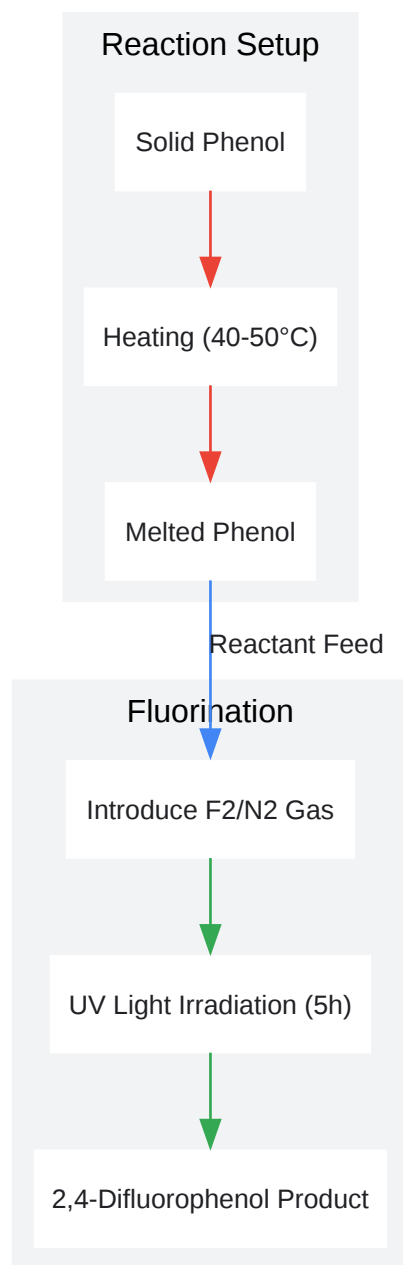 Reaction Setup
Solid Phenol
Heating (40-50°C)
Melted Phenol
Reactant Feed
Fluorination
Introduce F2/N2 Gas
UV Light Irradiation (5h)
2,4-Difluorophenol Product